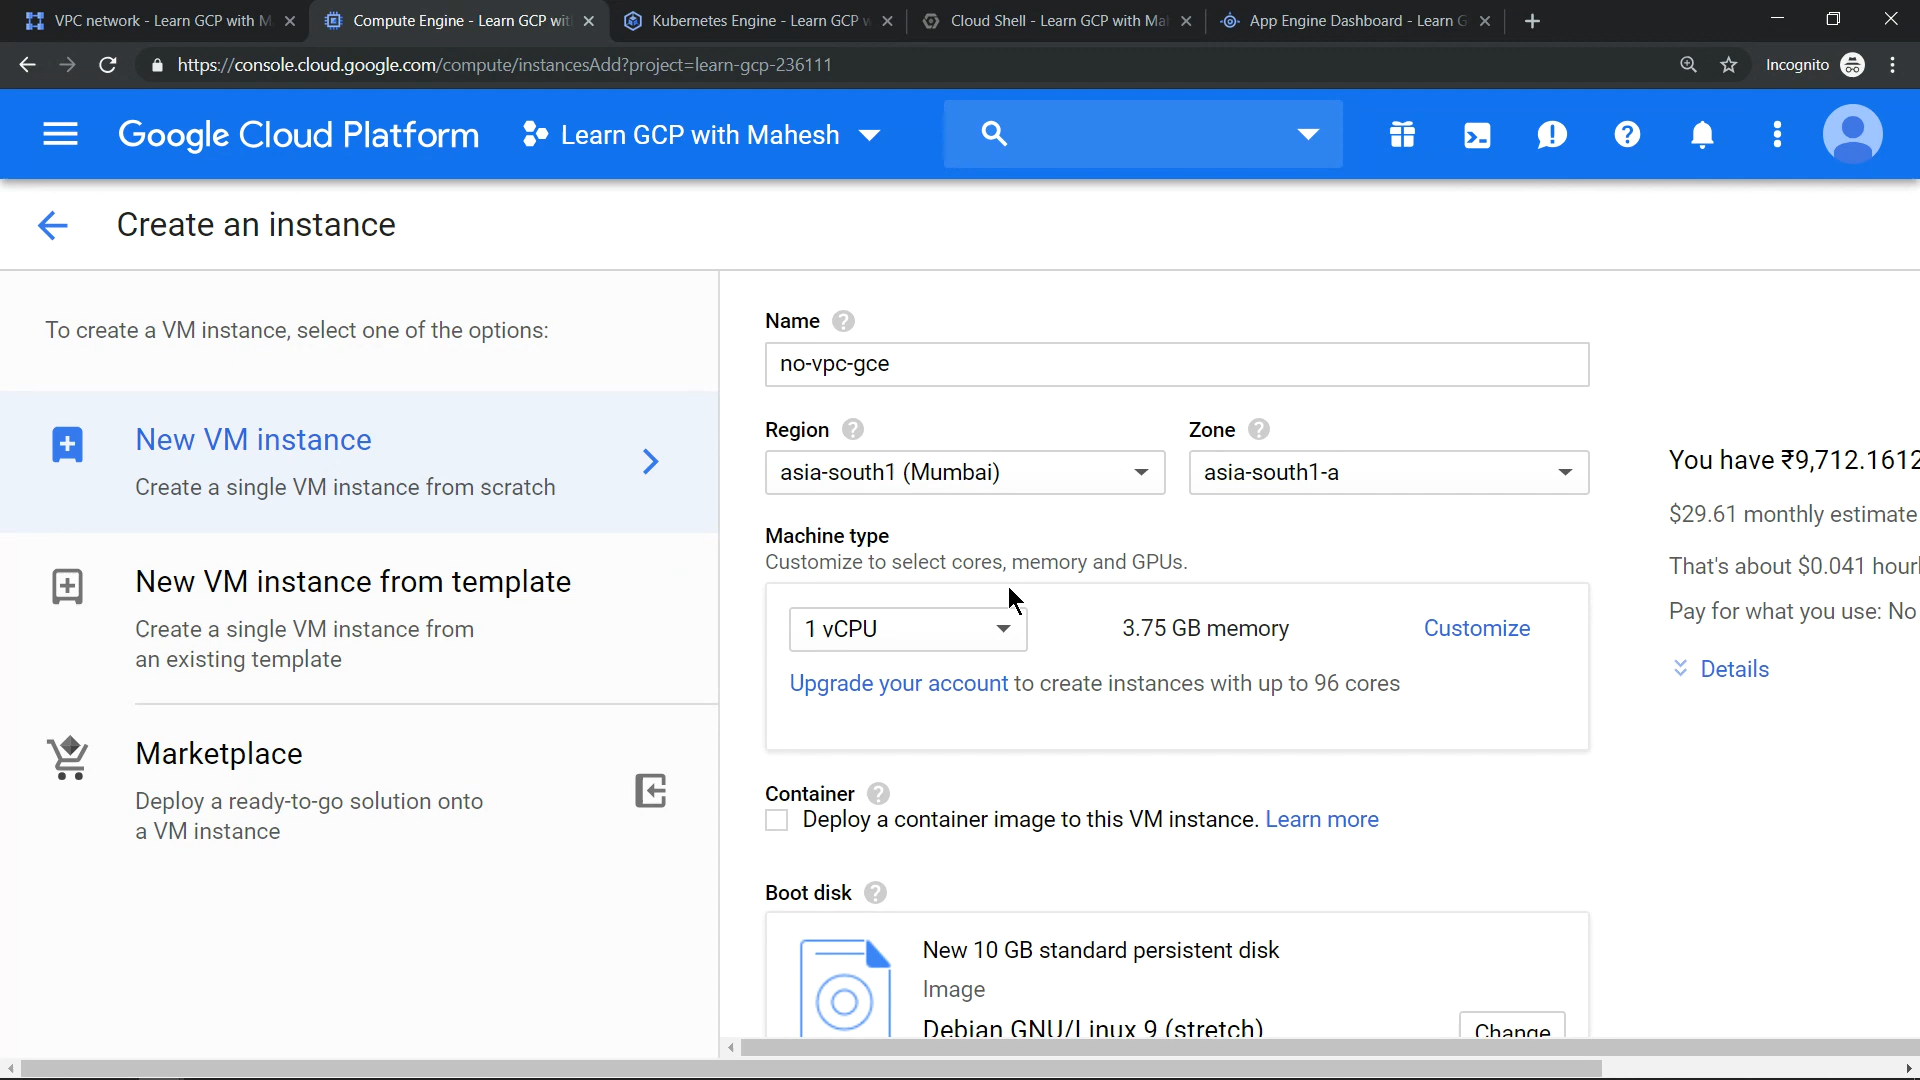 VPC network - Learn GCP with M
Compute Engine - Learn GCP wit
Kubernetes Engine - Learn GCP w
Cloud Shell - Learn GCP with Mah
App Engine Dashboard - Learn G
https://console.cloud.google.com/compute/instancesAdd?project=learn-gcp-236111
Incognito
Google Cloud Platform
Learn GCP with Mahesh
Create an instance
To create a VM instance, select one of the options:
New VM instance
Create a single VM instance from scratch
New VM instance from template
Create a single VM instance from
an existing template
Marketplace
Deploy a ready-to-go solution onto
a VM instance
Name
no-vpc-gce
Region
Zone
asia-south1 (Mumbai)
asia-south1-a
Machine type
Customize to select cores, memory and GPUs.
1 vCPU
3.75 GB memory
Customize
Upgrade your account to create instances with up to 96 cores
Container
Deploy a container image to this VM instance. Learn more
Boot disk
New 10 GB standard persistent disk
Image
Debian GNU/Linux 9 (stretch)
Change
You have ₹9,712.1612
$29.61 monthly estimate
That's about $0.041 hourl
Pay for what you use: No
Details